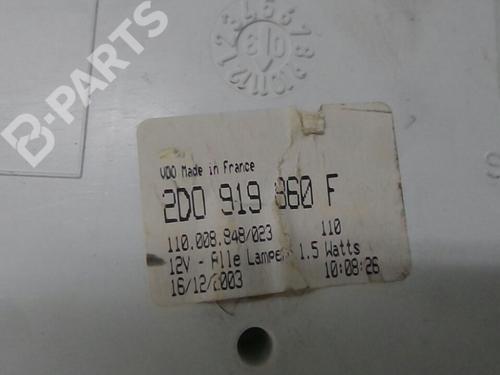 B-PARTS
VDO Made in France
2D0 919 860 F
110.008.848/023 110
12V - Alle Lampen 1.5 Watts
16/12/2003 10:08:26